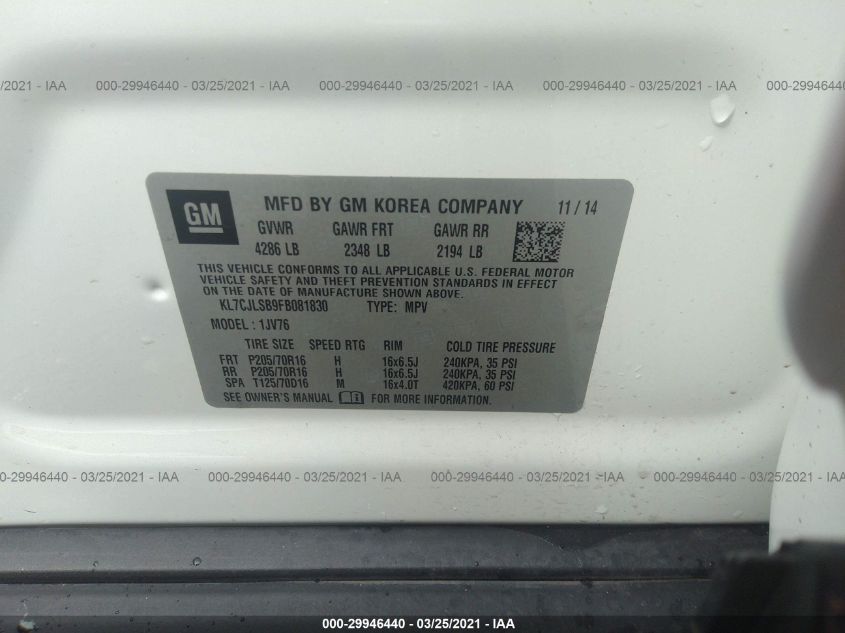 /2021 - IAA 000-29946440 - 03/25/2021 - IAA 000-29946440 - 03/25/2021 - IAA 000-29946440 - 03/25/2021 - IAA 000-2994
GM
MFD BY GM KOREA COMPANY 11/14
GVWR GAWR FRT GAWR RR
4286 LB 2348 LB 2194 LB
THIS VEHICLE CONFORMS TO ALL APPLICABLE U.S. FEDERAL MOTOR
VEHICLE SAFETY AND THEFT PREVENTION STANDARDS IN EFFECT
ON THE DATE OF MANUFACTURE SHOWN ABOVE.
KL7CJLSB9FB081830 TYPE: MPV
MODEL: 1JV76
TIRE SIZE SPEED RTG RIM COLD TIRE PRESSURE
FRT P205/70R16 H 16x6.5J 240KPA, 35 PSI
RR P205/70R16 H 16x6.5J 240KPA, 35 PSI
SPA T125/70D16 M 16x4.0T 420KPA, 60 PSI
SEE OWNER'S MANUAL FOR MORE INFORMATION.
000-29946440 - 03/25/2021 - IAA 000-29946440 - 03/25/2021 - IAA 000-29946440 - 03/25/2021 - IAA 000-29946440 - 03/25/2021 - IAA
000-29946440 - 03/25/2021 - IAA